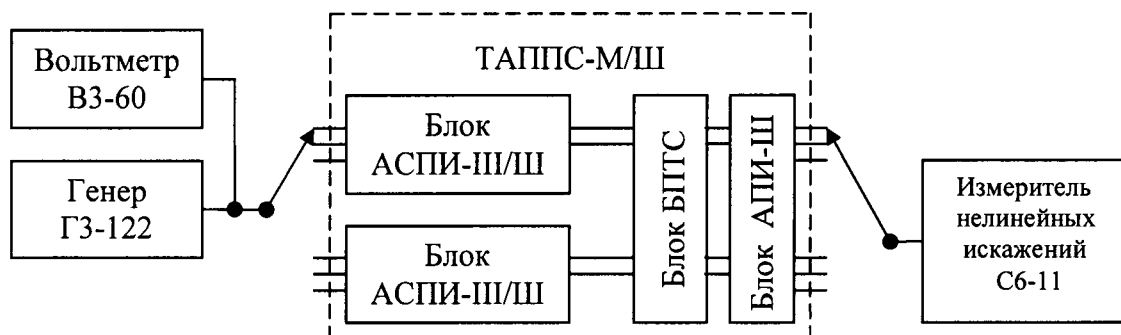 Вольтметр
В3-60
Генер
Г3-122
ТАППС-М/Ш
Блок
АСПИ-III/Ш
Блок
АСПИ-III/Ш
Блок БПТС
Блок АПИ-Ш
Измеритель
нелинейных
искажений
С6-11